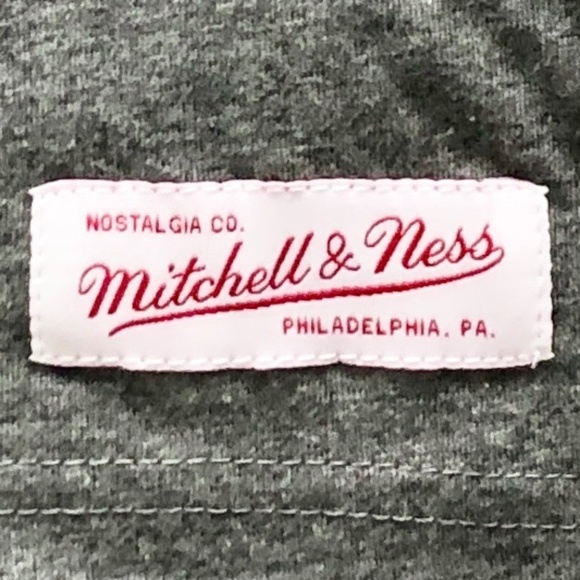 NOSTALGIA CO.
Mitchell & Ness
PHILADELPHIA. PA.